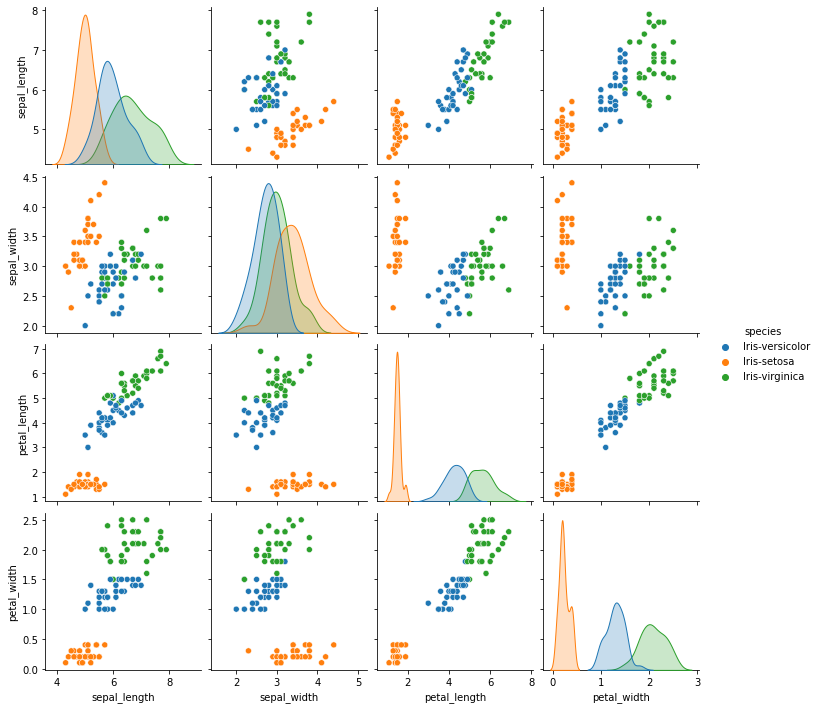 sepal_length
8
7
6
5
sepal_width
4.5
4.0
3.5
3.0
2.5
2.0
species
Iris-versicolor
Iris-setosa
Iris-virginica
petal_length
7
6
5
4
3
2
1
petal_width
2.5
2.0
1.5
1.0
0.5
0.0
4 6 8 2 3 4 5 2 4 6 8 0 1 2 3
sepal_length sepal_width petal_length petal_width